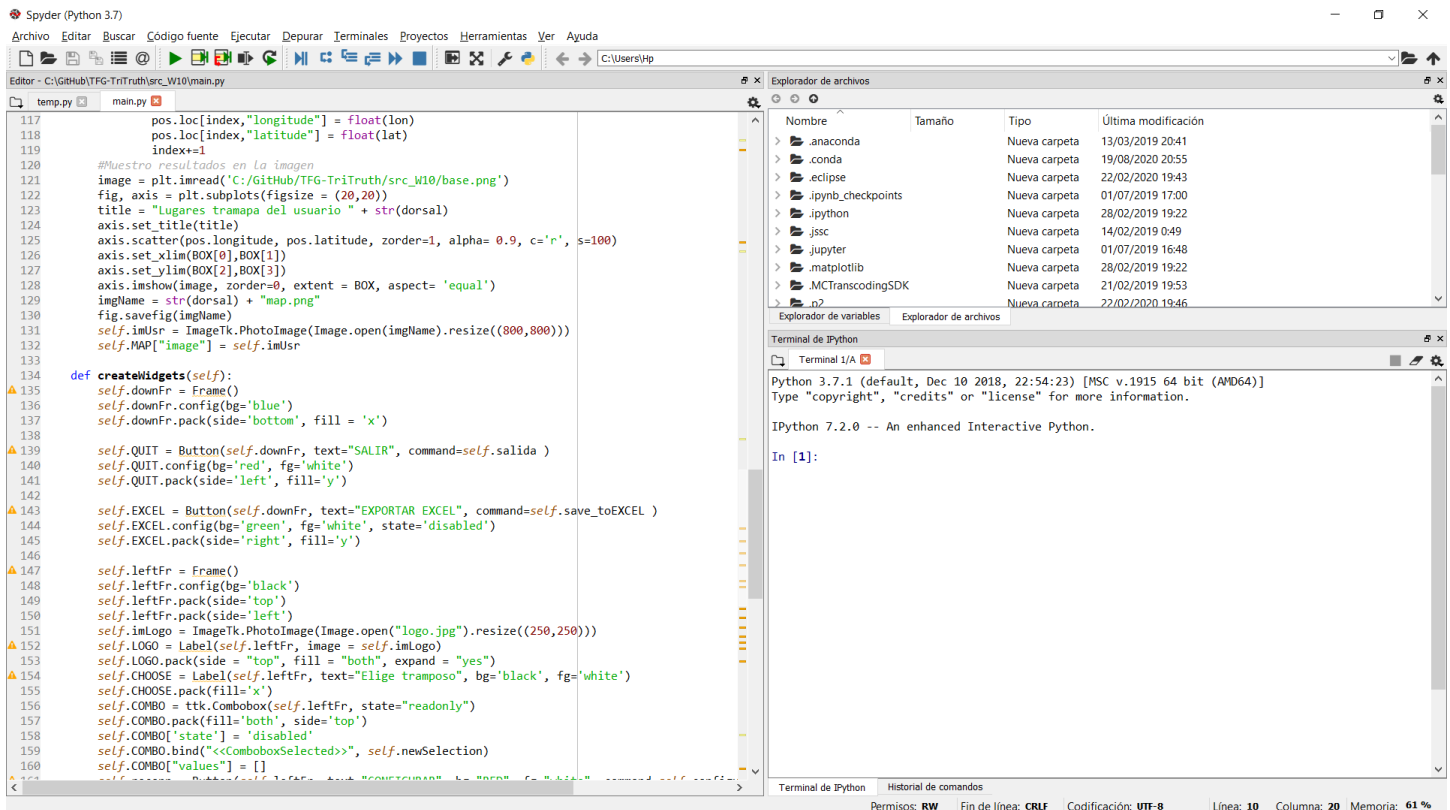 Spyder (Python 3.7)
Archivo Editar Buscar Código fuente Ejecutar Depurar Terminales Proyectos Herramientas Ver Ayuda
C:\Users\Hp
Editor - C:\GitHub\TFG-TriTruth\src_W10\main.py
temp.py main.py
117 pos.loc[index,"longitude"] = float(lon)
118 pos.loc[index,"latitude"] = float(lat)
119 index+=1
120 #Muestro resultados en la imagen
121 image = plt.imread('C:/GitHub/TFG-TriTruth/src_W10/base.png')
122 fig, axis = plt.subplots(figsize = (20,20))
123 title = "Lugares tramapa del usuario " + str(dorsal)
124 axis.set_title(title)
125 axis.scatter(pos.longitude, pos.latitude, zorder=1, alpha= 0.9, c='r', s=100)
126 axis.set_xlim(BOX[0],BOX[1])
127 axis.set_ylim(BOX[2],BOX[3])
128 axis.imshow(image, zorder=0, extent = BOX, aspect= 'equal')
129 imgName = str(dorsal) + "map.png"
130 fig.savefig(imgName)
131 self.imUsr = ImageTk.PhotoImage(Image.open(imgName).resize((800,800)))
132 self.MAP["image"] = self.imUsr
133
134 def createWidgets(self):
135 self.downFr = Frame()
136 self.downFr.config(bg='blue')
137 self.downFr.pack(side='bottom', fill = 'x')
138
139 self.QUIT = Button(self.downFr, text="SALIR", command=self.salida )
140 self.QUIT.config(bg='red', fg='white')
141 self.QUIT.pack(side='left', fill='y')
142
143 self.EXCEL = Button(self.downFr, text="EXPORTAR EXCEL", command=self.save_toEXCEL )
144 self.EXCEL.config(bg='green', fg='white', state='disabled')
145 self.EXCEL.pack(side='right', fill='y')
146
147 self.leftFr = Frame()
148 self.leftFr.config(bg='black')
149 self.leftFr.pack(side='top')
150 self.leftFr.pack(side='left')
151 self.imLogo = ImageTk.PhotoImage(Image.open("logo.jpg").resize((250,250)))
152 self.LOGO = Label(self.leftFr, image = self.imLogo)
153 self.LOGO.pack(side = "top", fill = "both", expand = "yes")
154 self.CHOOSE = Label(self.leftFr, text="Elige tramposo", bg='black', fg='white')
155 self.CHOOSE.pack(fill='x')
156 self.COMBO = ttk.Combobox(self.leftFr, state="readonly")
157 self.COMBO.pack(fill='both', side='top')
158 self.COMBO['state'] = 'disabled'
159 self.COMBO.bind("<<ComboboxSelected>>", self.newSelection)
160 self.COMBO["values"] = []
Explorador de archivos
Nombre Tamaño Tipo Última modificación
.anaconda Nueva carpeta 13/03/2019 20:41
.conda Nueva carpeta 19/08/2020 20:55
.eclipse Nueva carpeta 22/02/2020 19:43
.ipynb_checkpoints Nueva carpeta 01/07/2019 17:00
.ipython Nueva carpeta 28/02/2019 19:22
.jssc Nueva carpeta 14/02/2019 0:49
.jupyter Nueva carpeta 01/07/2019 16:48
.matplotlib Nueva carpeta 28/02/2019 19:22
.MCTranscodingSDK Nueva carpeta 21/02/2019 19:53
.p2 Nueva carpeta 22/02/2020 19:46
Explorador de variables Explorador de archivos
Terminal de IPython
Terminal 1/A
Python 3.7.1 (default, Dec 10 2018, 22:54:23) [MSC v.1915 64 bit (AMD64)]
Type "copyright", "credits" or "license" for more information.

IPython 7.2.0 -- An enhanced Interactive Python.

In [1]:
Terminal de IPython Historial de comandos
Permisos: RW Fin de línea: CRLF Codificación: UTF-8 Línea: 10 Columna: 20 Memoria: 61 %